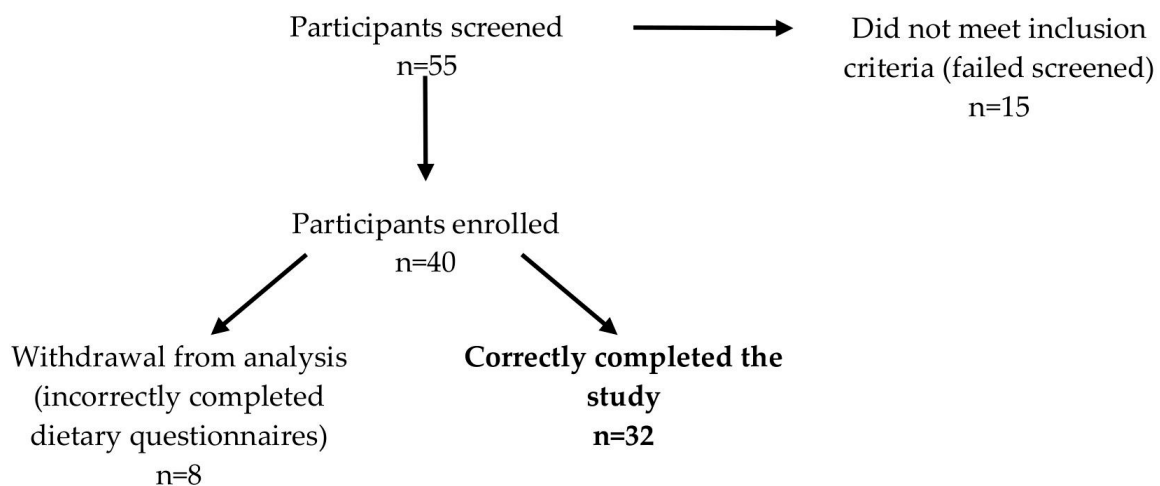 Participants screened
n=55
Did not meet inclusion
criteria (failed screened)
n=15
Participants enrolled
n=40
Withdrawal from analysis
(incorrectly completed
dietary questionnaires)
n=8
Correctly completed the
study
n=32